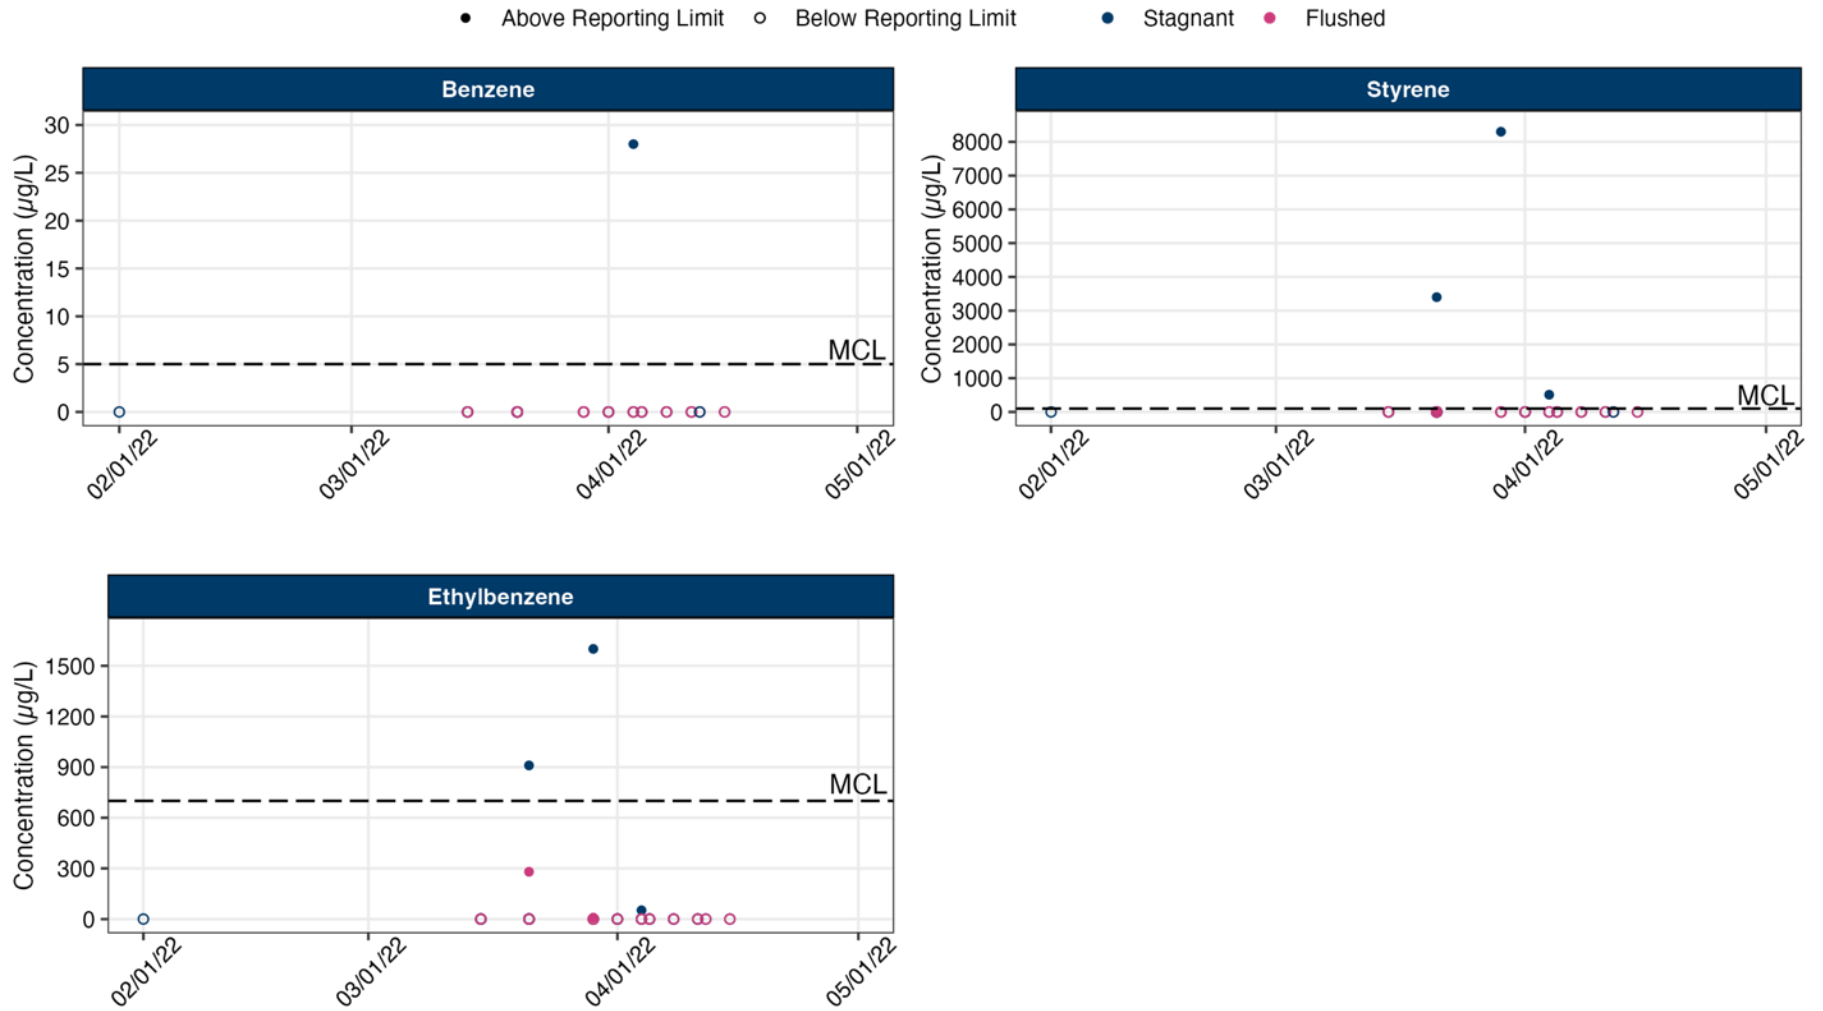 Above Reporting Limit Below Reporting Limit Stagnant Flushed
Benzene
Concentration (µg/L)
30
25
20
15
10
5
0
MCL
02/01/22 03/01/22 04/01/22 05/01/22
Styrene
Concentration (µg/L)
8000
7000
6000
5000
4000
3000
2000
1000
0
MCL
02/01/22 03/01/22 04/01/22 05/01/22
Ethylbenzene
Concentration (µg/L)
1500
1200
900
600
300
0
MCL
02/01/22 03/01/22 04/01/22 05/01/22